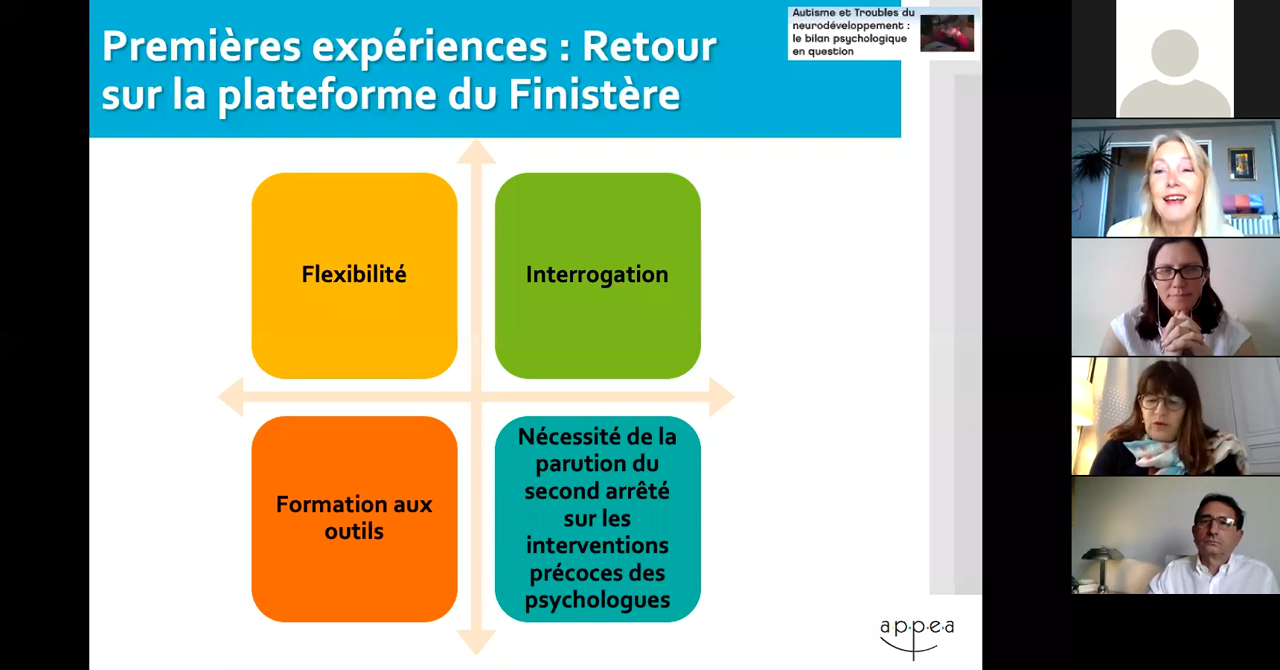 Premières expériences : Retour
sur la plateforme du Finistère
Autisme et Troubles du
neurodéveloppement :
le bilan psychologique
en question
Flexibilité
Interrogation
Formation aux
outils
Nécessité de la
parution du
second arrêté
sur les
interventions
précoces des
psychologues
a.p.p.e.a